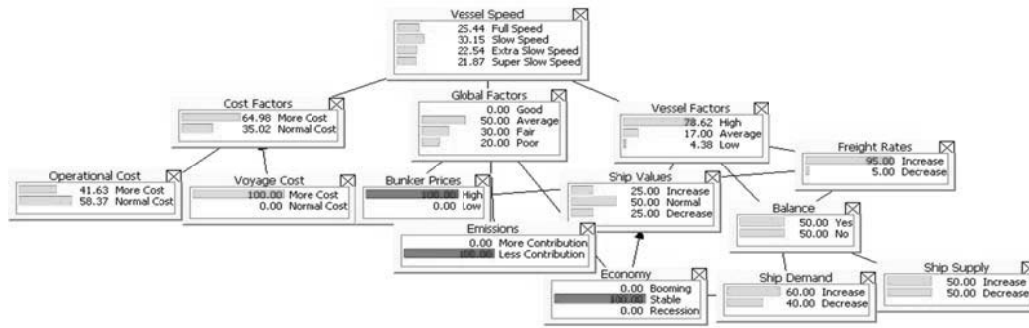 Vessel Speed
25.44 Full Speed
30.15 Slow Speed
22.54 Extra Slow Speed
21.87 Super Slow Speed
Cost Factors
64.98 More Cost
35.02 Normal Cost
Global Factors
0.00 Good
50.00 Average
30.00 Fair
20.00 Poor
Vessel Factors
78.62 High
17.00 Average
4.38 Low
Freight Rates
95.00 Increase
5.00 Decrease
Operational Cost
41.63 More Cost
58.37 Normal Cost
Voyage Cost
100.00 More Cost
0.00 Normal Cost
Bunker Prices
100.00 High
0.00 Low
Ship Values
25.00 Increase
50.00 Normal
25.00 Decrease
Balance
50.00 Yes
50.00 No
Emissions
0.00 More Contribution
100.00 Less Contribution
Economy
0.00 Booming
100.00 Stable
0.00 Recession
Ship Demand
60.00 Increase
40.00 Decrease
Ship Supply
50.00 Increase
50.00 Decrease